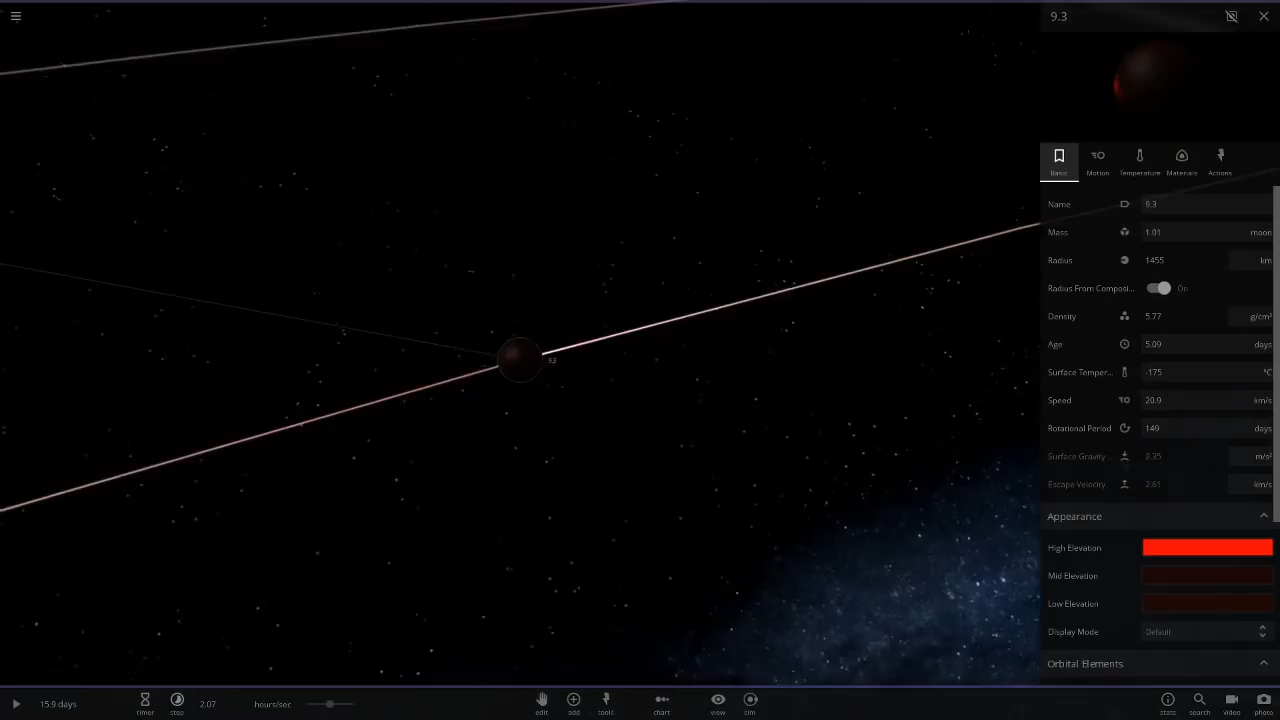 9.3
Basic Motion Temperature Materials Actions
Name 9.3
Mass 1.01 moon
Radius 1455 km
Radius From Composi... On
Density 5.77 g/cm³
Age 5.09 days
Surface Temper... -175 °C
Speed 20.9 km/s
Rotational Period 149 days
Surface Gravity .. 2.35 m/s²
Escape Velocity 2.61 km/s
9.3
Appearance
High Elevation
Mid Elevation
Low Elevation
Display Mode Default
Orbital Elements
15.9 days timer step 2.07 hours/sec edit add tools chart view sim stats search video photo